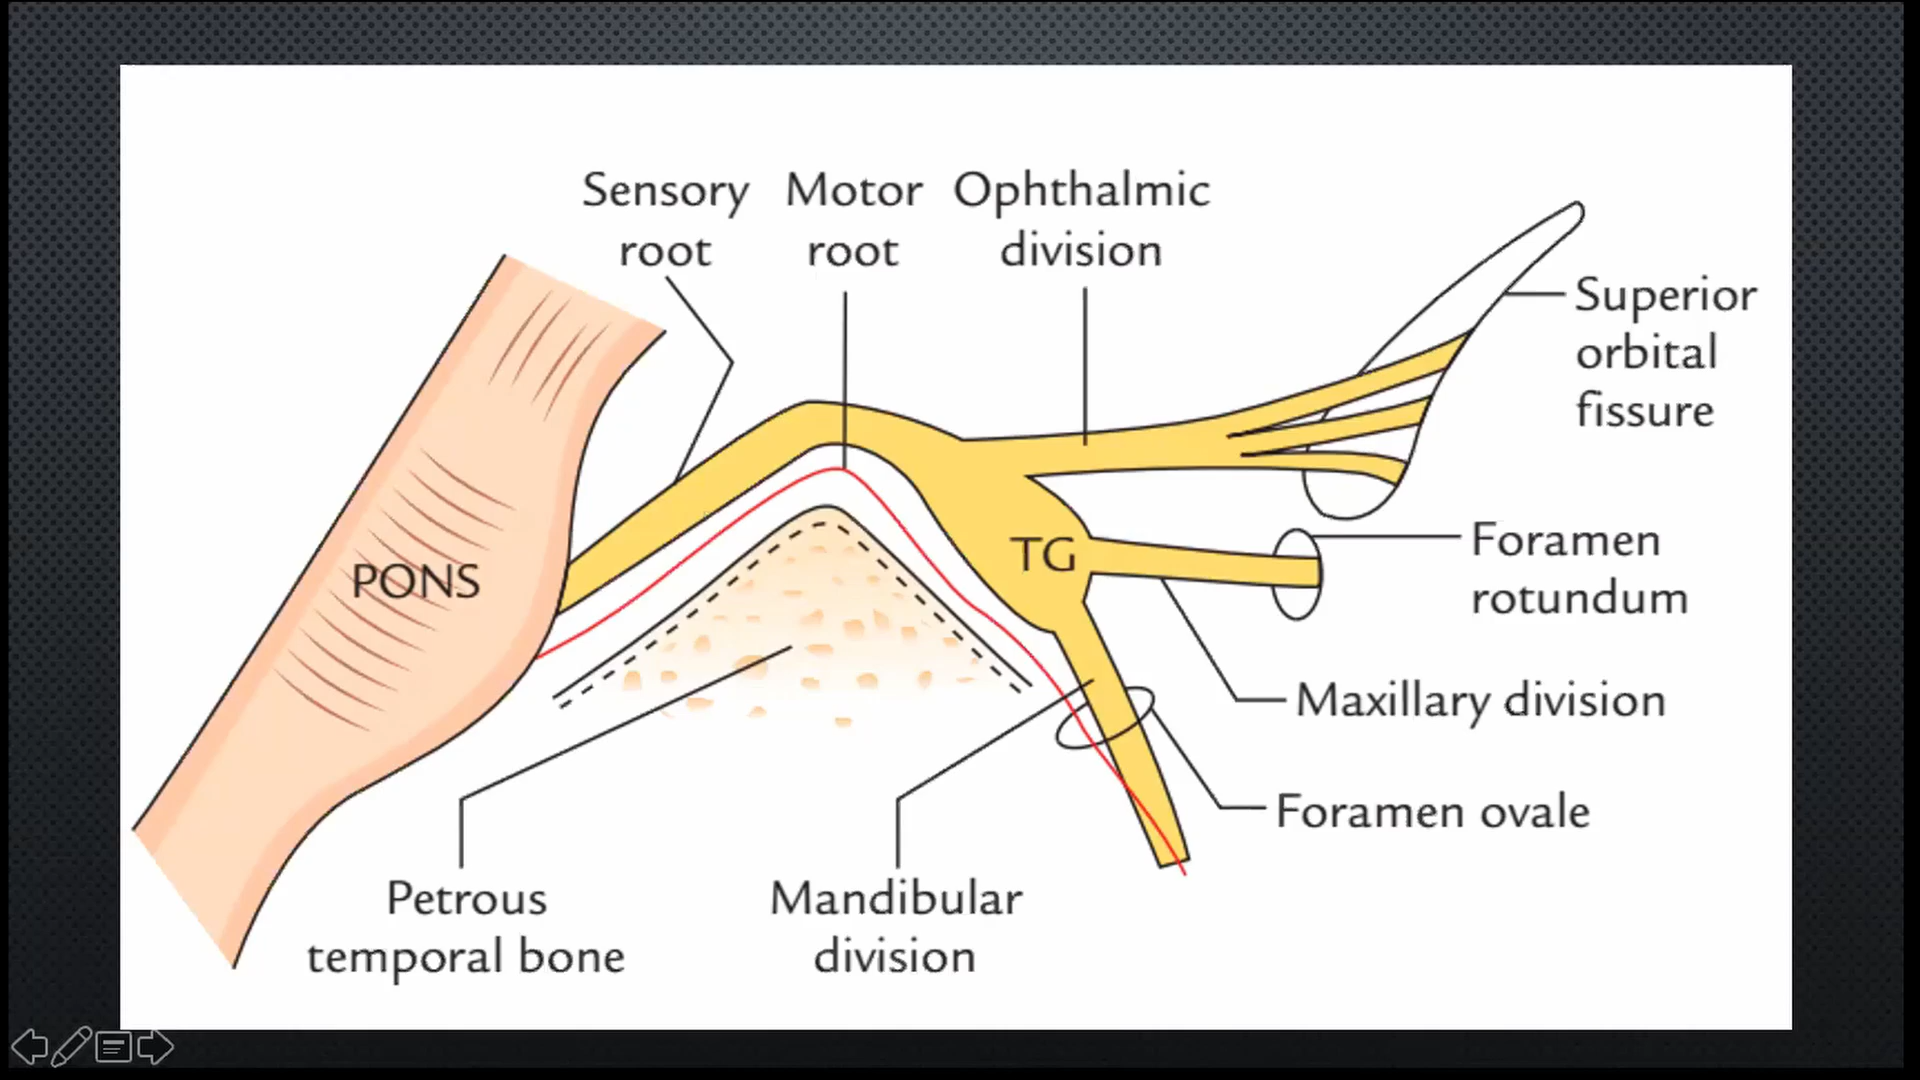 Sensory root
Motor root
Ophthalmic division
Superior orbital fissure
PONS
TG
Foramen rotundum
Maxillary division
Foramen ovale
Petrous temporal bone
Mandibular division